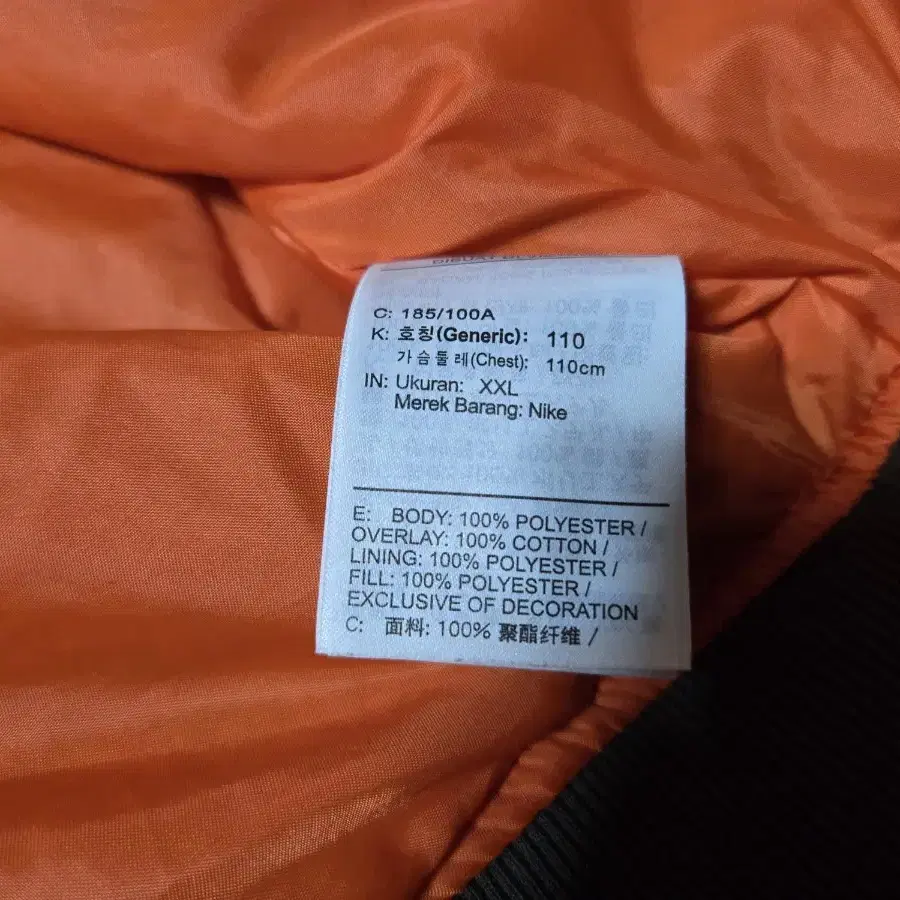 C: 185/100A
K: 호칭(Generic): 110
가슴둘레(Chest): 110cm
IN: Ukuran: XXL
Merek Barang: Nike
E: BODY: 100% POLYESTER /
OVERLAY: 100% COTTON /
LINING: 100% POLYESTER /
FILL: 100% POLYESTER /
EXCLUSIVE OF DECORATION
C: 面料: 100% 聚酯纤维 /